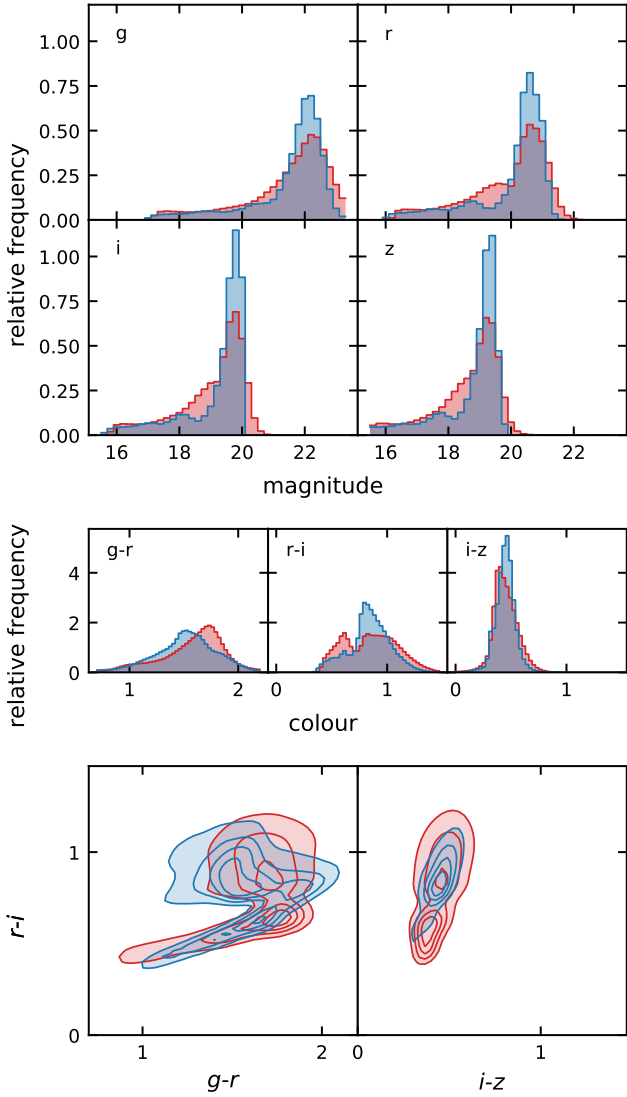 g
r
1.00
0.75
0.50
0.25
0.00
i
z
1.00
0.75
0.50
0.25
0.00
relative frequency
16 18 20 22 16 18 20 22
magnitude
g-r
r-i
i-z
4
2
0
relative frequency
1 2 0 1 0 1
colour
1
0
r-i
1 2 0 1
g-r
i-z